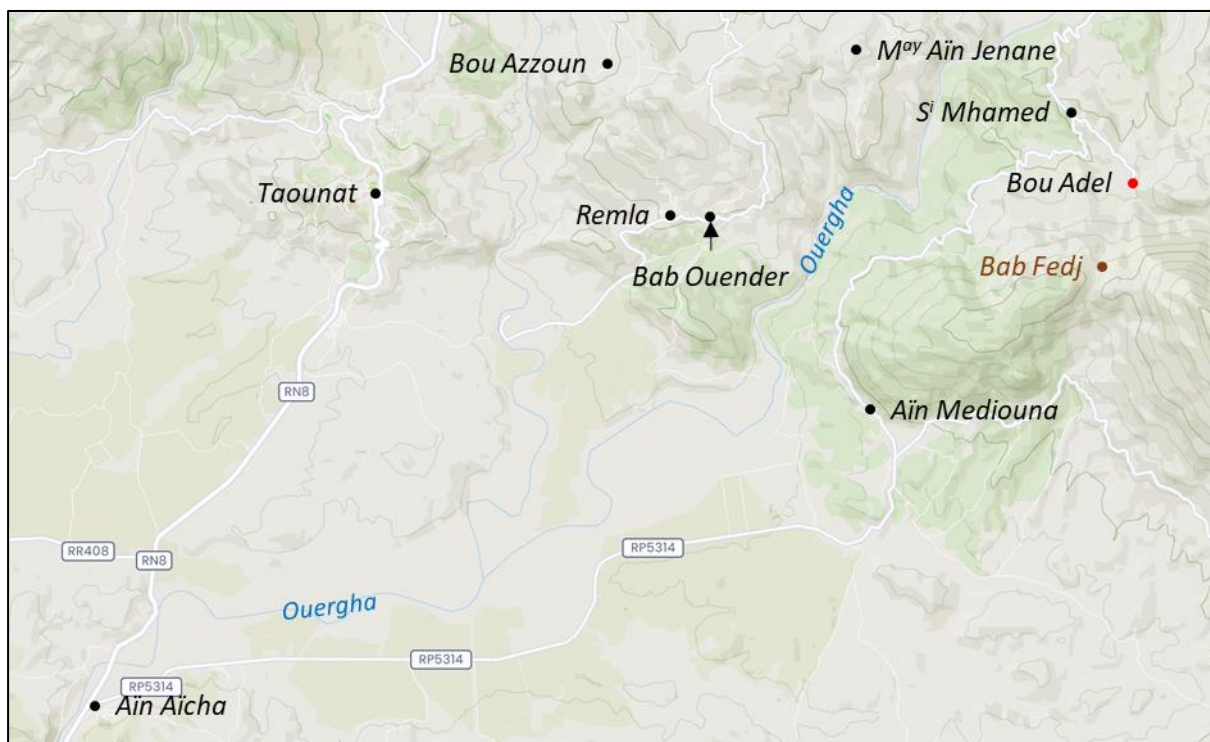 Mᵃʸ Aïn Jenane
Bou Azzoun
Sⁱ Mhamed
Bou Adel
Taounat
Remla
Ouergha
Bab Fedj
Bab Ouender
RN8
Aïn Mediouna
RP5314
RR408
RN8
Ouergha
RP5314
RP5314
Aïn Aïcha